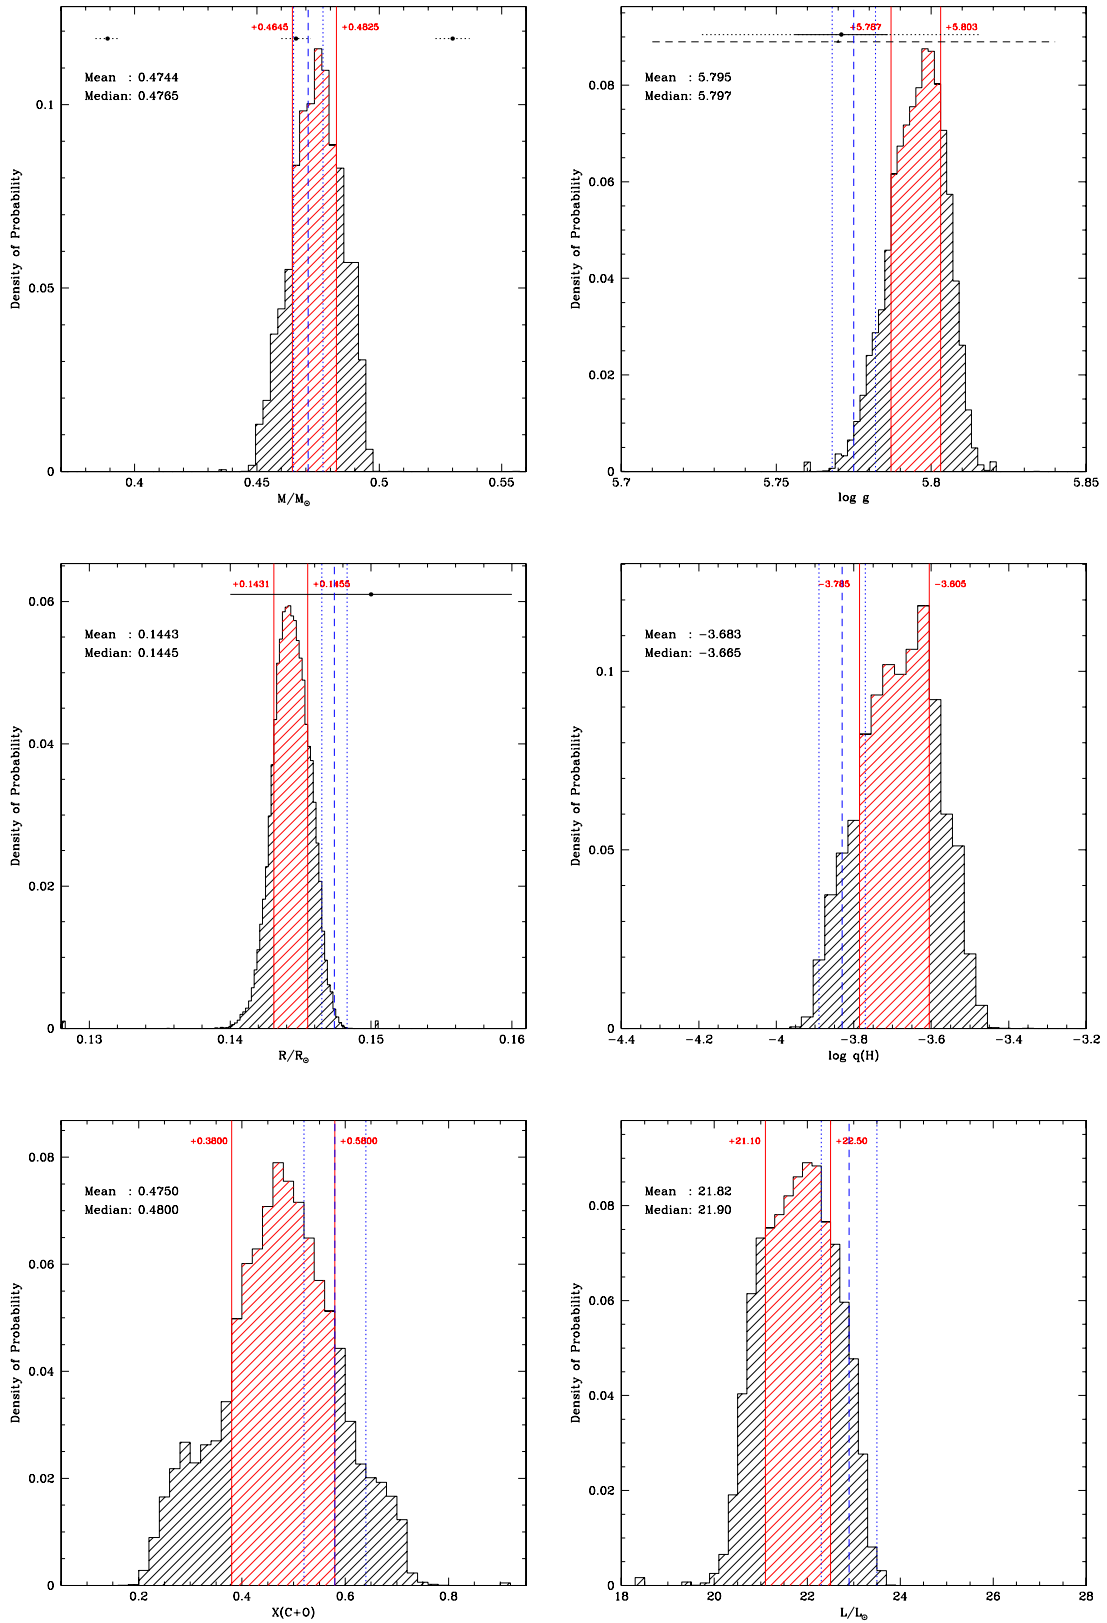 +0.4645 +0.4825
Mean : 0.4744
Median: 0.4765
Density of Probability
0.1
0.05
0
0.4 0.45 0.5 0.55
M/M☉
+5.787 +5.803
Mean : 5.795
Median: 5.797
Density of Probability
0.08
0.06
0.04
0.02
0
5.7 5.75 5.8 5.85
log g
+0.1431 +0.1455
Mean : 0.1443
Median: 0.1445
Density of Probability
0.06
0.04
0.02
0
0.13 0.14 0.15 0.16
R/R☉
-3.785 -3.605
Mean : -3.683
Median: -3.665
Density of Probability
0.1
0.05
0
-4.4 -4.2 -4 -3.8 -3.6 -3.4 -3.2
log q(H)
+0.3800 +0.5800
Mean : 0.4750
Median: 0.4800
Density of Probability
0.08
0.06
0.04
0.02
0
0.2 0.4 0.6 0.8
X(C+O)
+21.10 +22.50
Mean : 21.82
Median: 21.90
Density of Probability
0.08
0.06
0.04
0.02
0
18 20 22 24 26 28
L/L☉